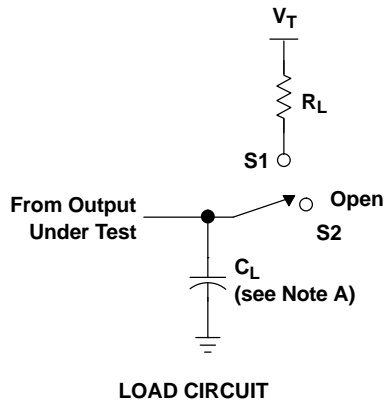 V_T
R_L
S1
From Output
Under Test
Open
S2
C_L
(see Note A)
LOAD CIRCUIT